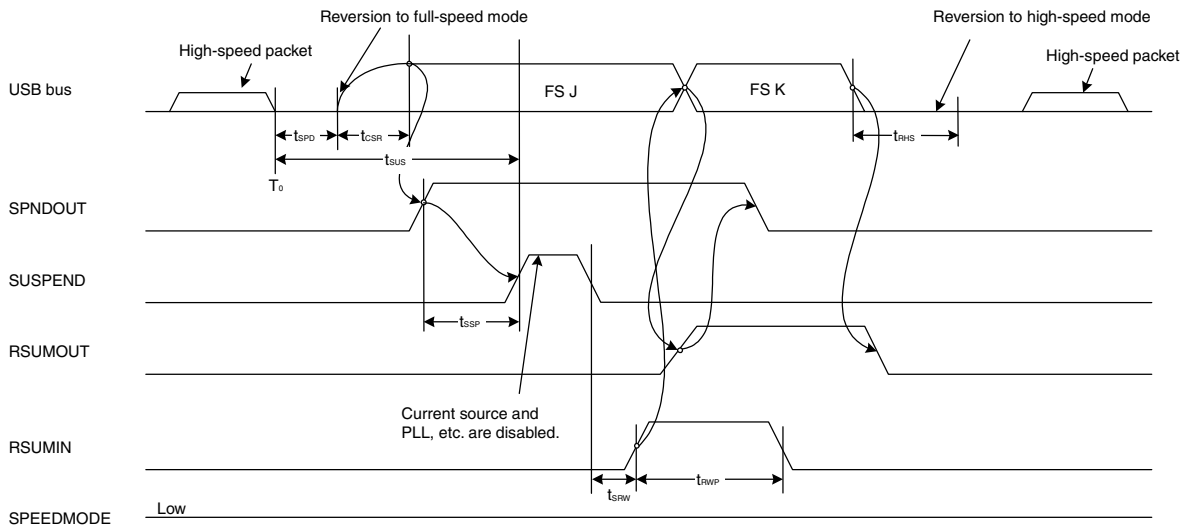 Reversion to full-speed mode
Reversion to high-speed mode
High-speed packet
High-speed packet
USB bus
FS J
FS K
tSPD
tCSR
tRHS
tSUS
T0
SPNDOUT
SUSPEND
tSSP
RSUMOUT
Current source and
PLL, etc. are disabled.
RSUMIN
tSRW
tRWP
SPEEDMODE
Low